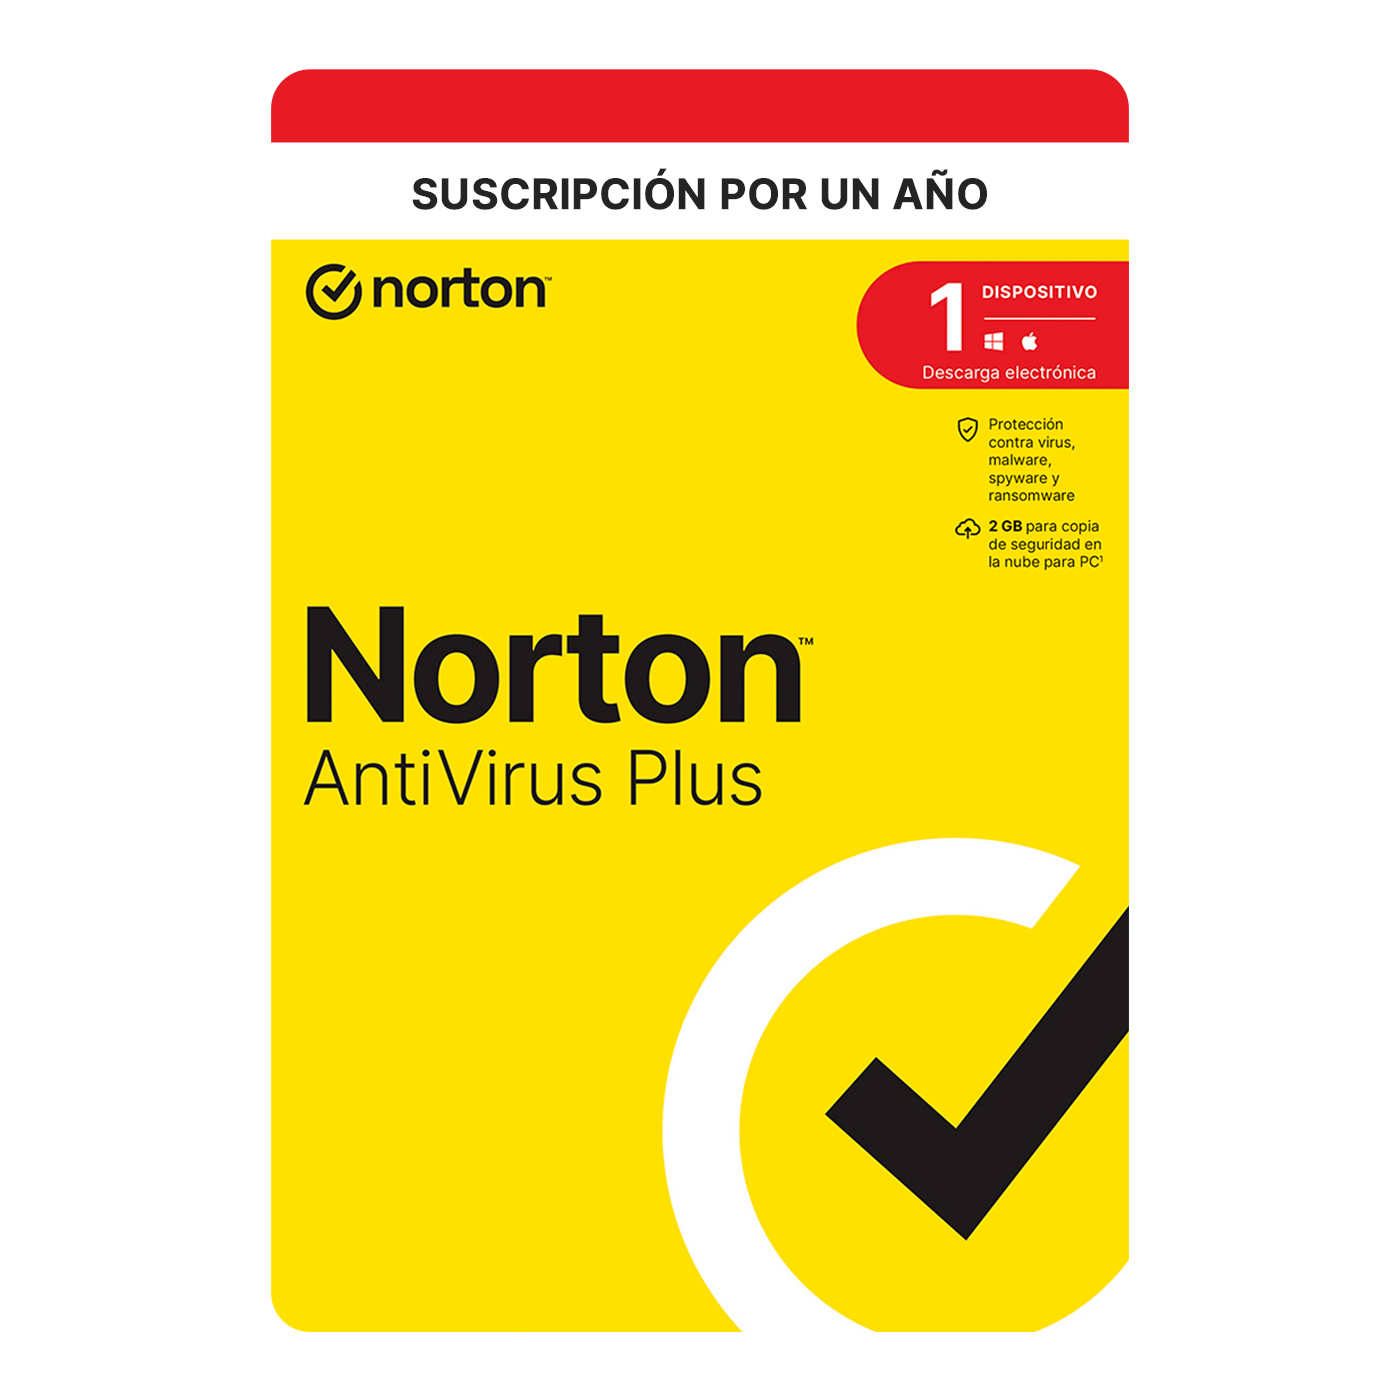 SUSCRIPCIÓN POR UN AÑO
norton™
1 DISPOSITIVO
Descarga electrónica
Protección
contra virus,
malware,
spyware y
ransomware
2 GB para copia
de seguridad en
la nube para PC¹
Norton™
AntiVirus Plus